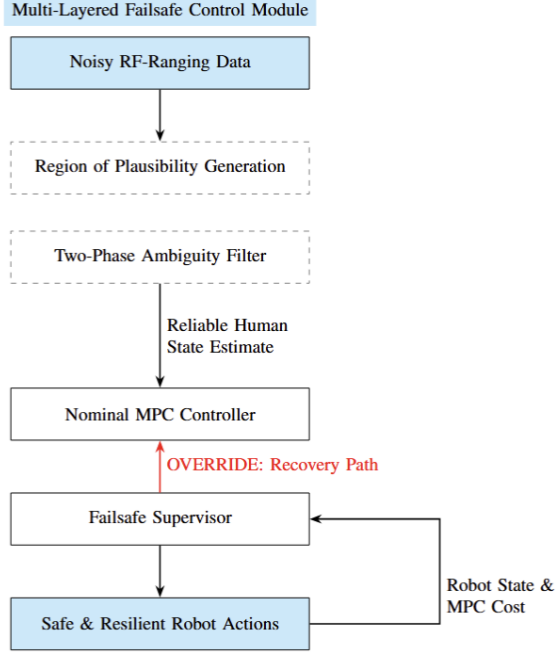 Multi-Layered Failsafe Control Module
Noisy RF-Ranging Data
Region of Plausibility Generation
Two-Phase Ambiguity Filter
Reliable Human
State Estimate
Nominal MPC Controller
OVERRIDE: Recovery Path
Failsafe Supervisor
Robot State &
MPC Cost
Safe & Resilient Robot Actions